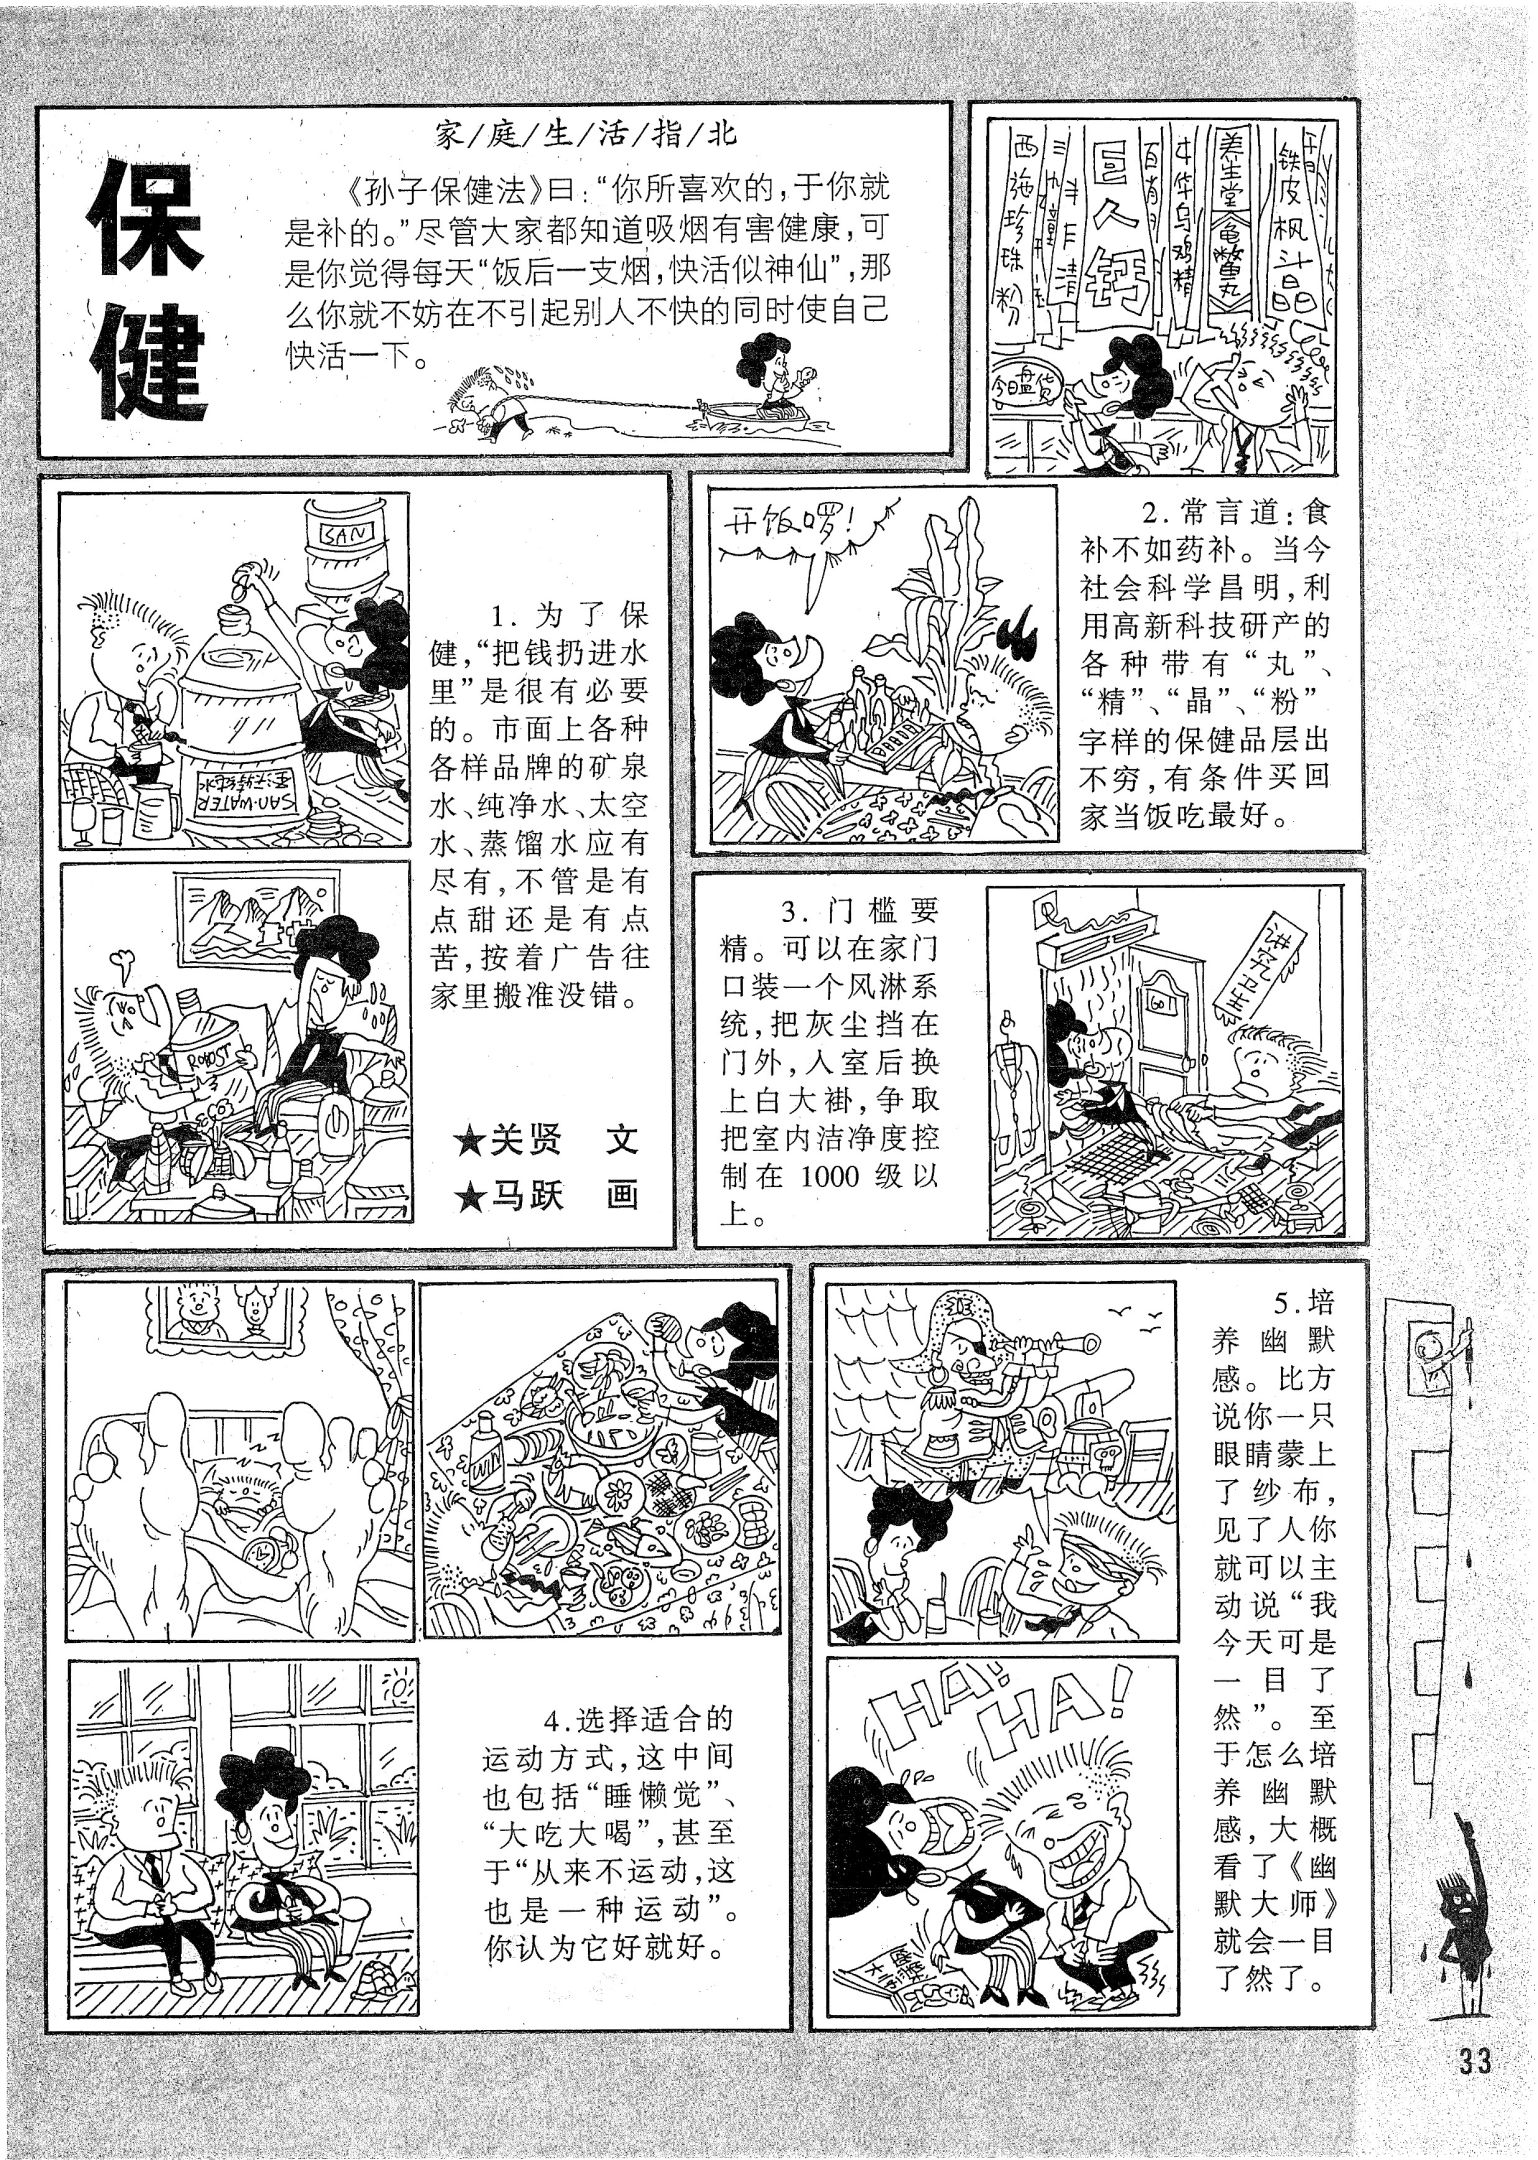 家/庭/生/活/指/北
保健
《孙子保健法》曰：“你所喜欢的，于你就
是补的。”尽管大家都知道吸烟有害健康，可
是你觉得每天“饭后一支烟，快活似神仙”，那
么你就不妨在不引起别人不快的同时使自己
快活一下。
SAN
SAN-WATER
ROBUST
1. 为了保
健，“把钱扔进水
里”是很有必要
的。市面上各种
各样品牌的矿泉
水、纯净水、太空
水、蒸馏水应有
尽有，不管是有
点甜还是有点
苦，按着广告往
家里搬准没错。
★关贤　文
★马跃　画
西施珍珠粉
巨人钙
中华乌鸡精
养生堂
龟鳖丸
铁皮枫斗晶
今日盘货
开饭啰！
2. 常言道：食
补不如药补。当今
社会科学昌明，利
用高新科技研产的
各种带有“丸”、
“精”、“晶”、“粉”
字样的保健品层出
不穷，有条件买回
家当饭吃最好。
3. 门槛要
精。可以在家门
口装一个风淋系
统，把灰尘挡在
门外，入室后换
上白大褂，争取
把室内洁净度控
制在 1000 级以
上。
讲究卫生
WIN
4.选择适合的
运动方式，这中间
也包括“睡懒觉”、
“大吃大喝”，甚至
于“从来不运动，这
也是一种运动”。
你认为它好就好。
HA!
HA!
5.培
养幽默
感。比方
说你一只
眼睛蒙上
了纱布，
见了人你
就可以主
动说“我
今天可是
一目了
然”。至
于怎么培
养幽默
感，大概
看了《幽
默大师》
就会一目
了然了。
33